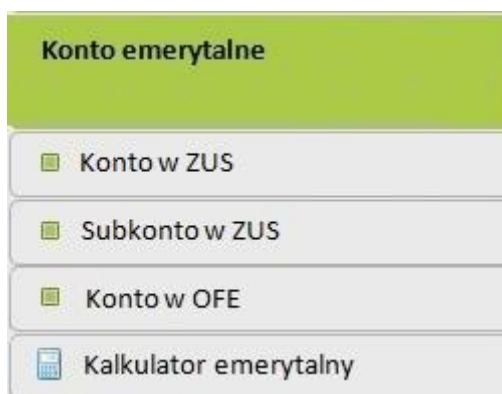 Konto emerytalne
Konto w ZUS
Subkonto w ZUS
Konto w OFE
Kalkulator emerytalny